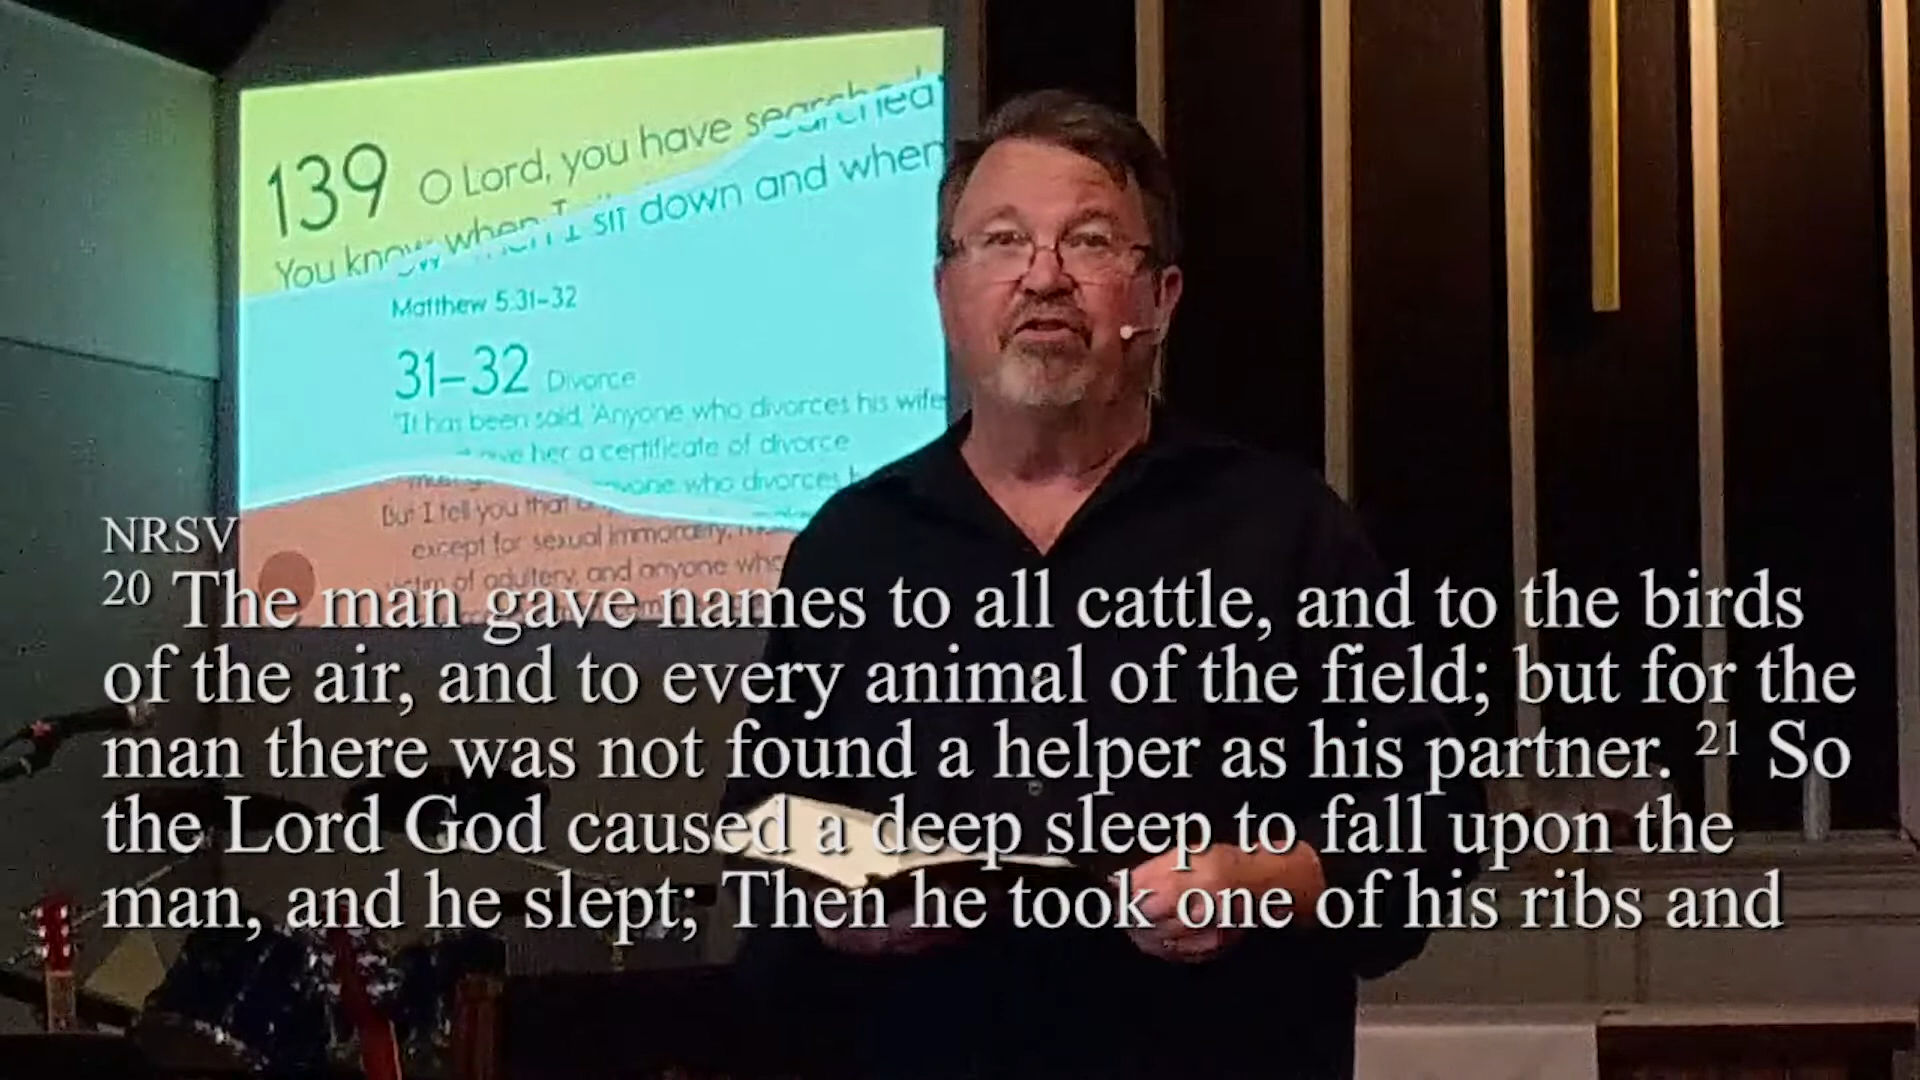 139 O Lord, you have searched
You know when I sit down and when
Matthew 5:31-32
31-32 Divorce
"It has been said, 'Anyone who divorces his wife
her a certificate of divorce
who divorces
But I tell you that
except for sexual immorality,
of adultery, and anyone who
NRSV
20 The man gave names to all cattle, and to the birds
of the air, and to every animal of the field; but for the
man there was not found a helper as his partner. 21 So
the Lord God caused a deep sleep to fall upon the
man, and he slept; Then he took one of his ribs and